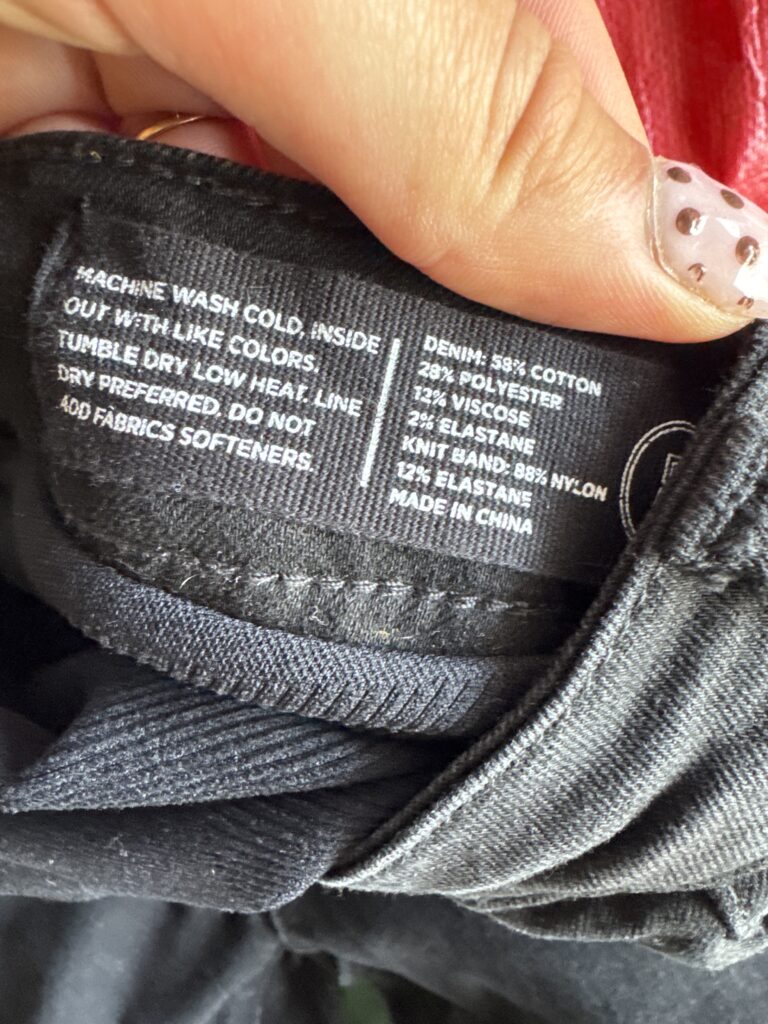 MACHINE WASH COLD, INSIDE
OUT WITH LIKE COLORS.
TUMBLE DRY LOW HEAT. LINE
DRY PREFERRED. DO NOT
ADD FABRICS SOFTENERS.
DENIM: 58% COTTON
28% POLYESTER
12% VISCOSE
2% ELASTANE
KNIT BAND: 88% NYLON
12% ELASTANE
MADE IN CHINA